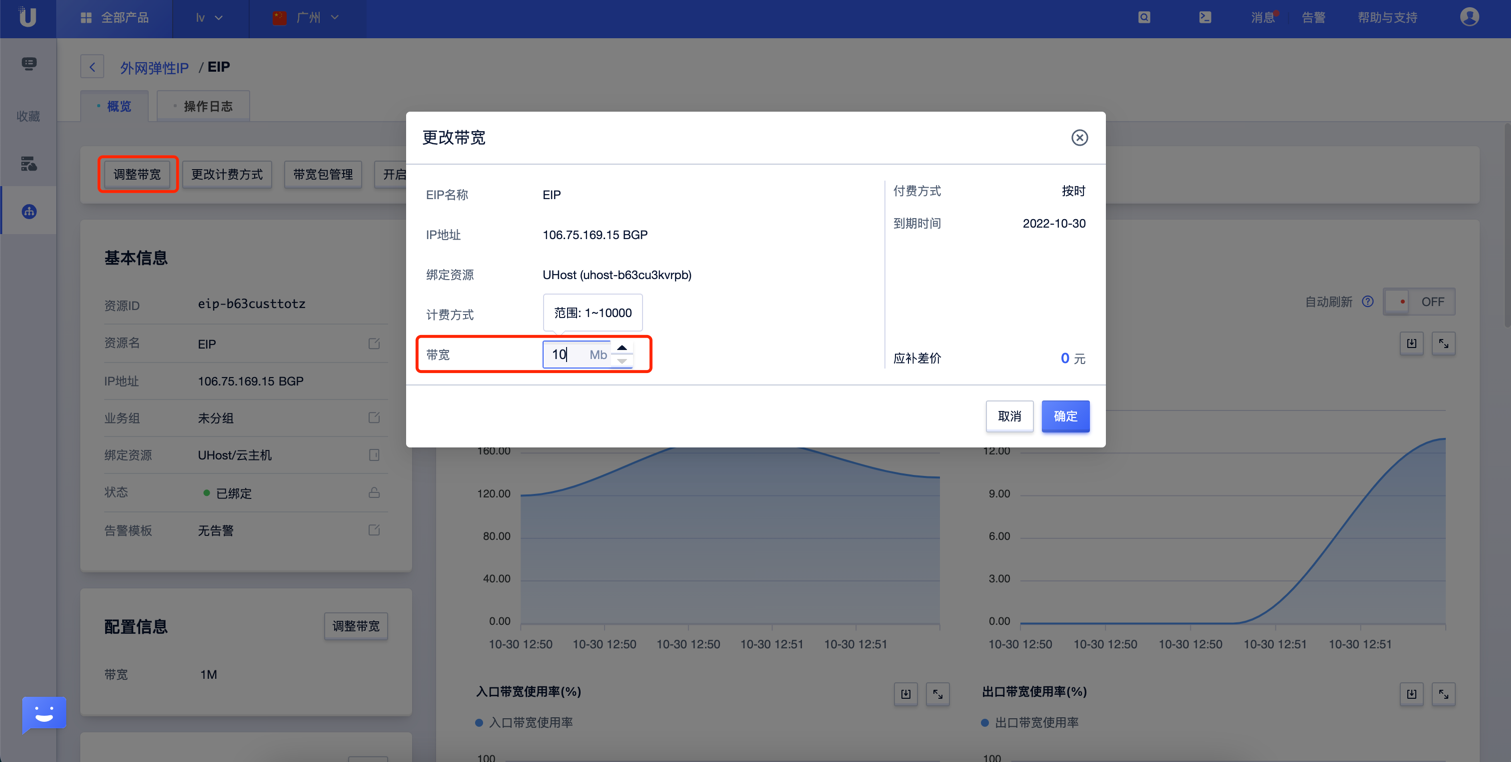 全部产品 lv 广州 消息 告警 帮助与支持
收藏
外网弹性IP / EIP
概览 操作日志
调整带宽 更改计费方式 带宽包管理 开启
基本信息
资源ID eip-b63custtotz
资源名 EIP
IP地址 106.75.169.15 BGP
业务组 未分组
绑定资源 UHost/云主机
状态 已绑定
告警模板 无告警
配置信息 调整带宽
带宽 1M
更改带宽
EIP名称 EIP
IP地址 106.75.169.15 BGP
绑定资源 UHost (uhost-b63cu3kvrpb)
计费方式 范围: 1~10000
带宽 10 Mb
付费方式 按时
到期时间 2022-10-30
应补差价 0 元
取消 确定
自动刷新 OFF
160.00
120.00
80.00
40.00
0.00
10-30 12:50 10-30 12:50 10-30 12:50 10-30 12:51 10-30 12:51
12.00
9.00
6.00
3.00
0.00
10-30 12:50 10-30 12:50 10-30 12:50 10-30 12:51 10-30 12:51
入口带宽使用率(%)
入口带宽使用率
100
出口带宽使用率(%)
出口带宽使用率
100